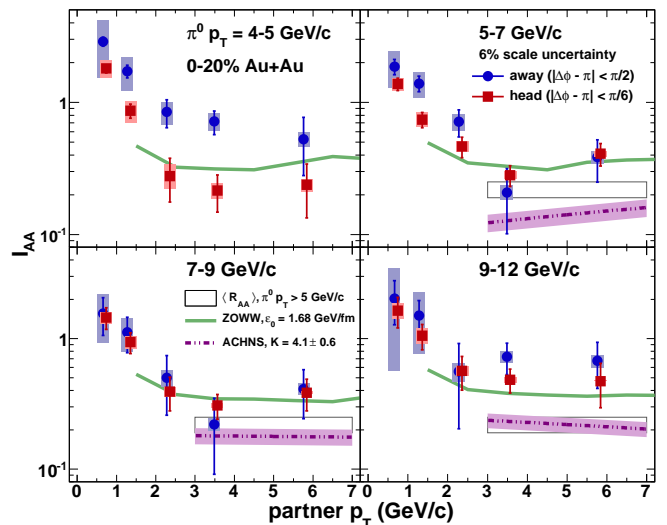 π⁰ p_T = 4-5 GeV/c
0-20% Au+Au
5-7 GeV/c
6% scale uncertainty
away (|Δϕ - π| < π/2)
head (|Δϕ - π| < π/6)
1
10⁻¹
I_AA
7-9 GeV/c
⟨R_AA⟩, π⁰ p_T > 5 GeV/c
ZOWW, ε₀ = 1.68 GeV/fm
ACHNS, K = 4.1 ± 0.6
9-12 GeV/c
1
10⁻¹
0 1 2 3 4 5 6 7 0 1 2 3 4 5 6 7
partner p_T (GeV/c)